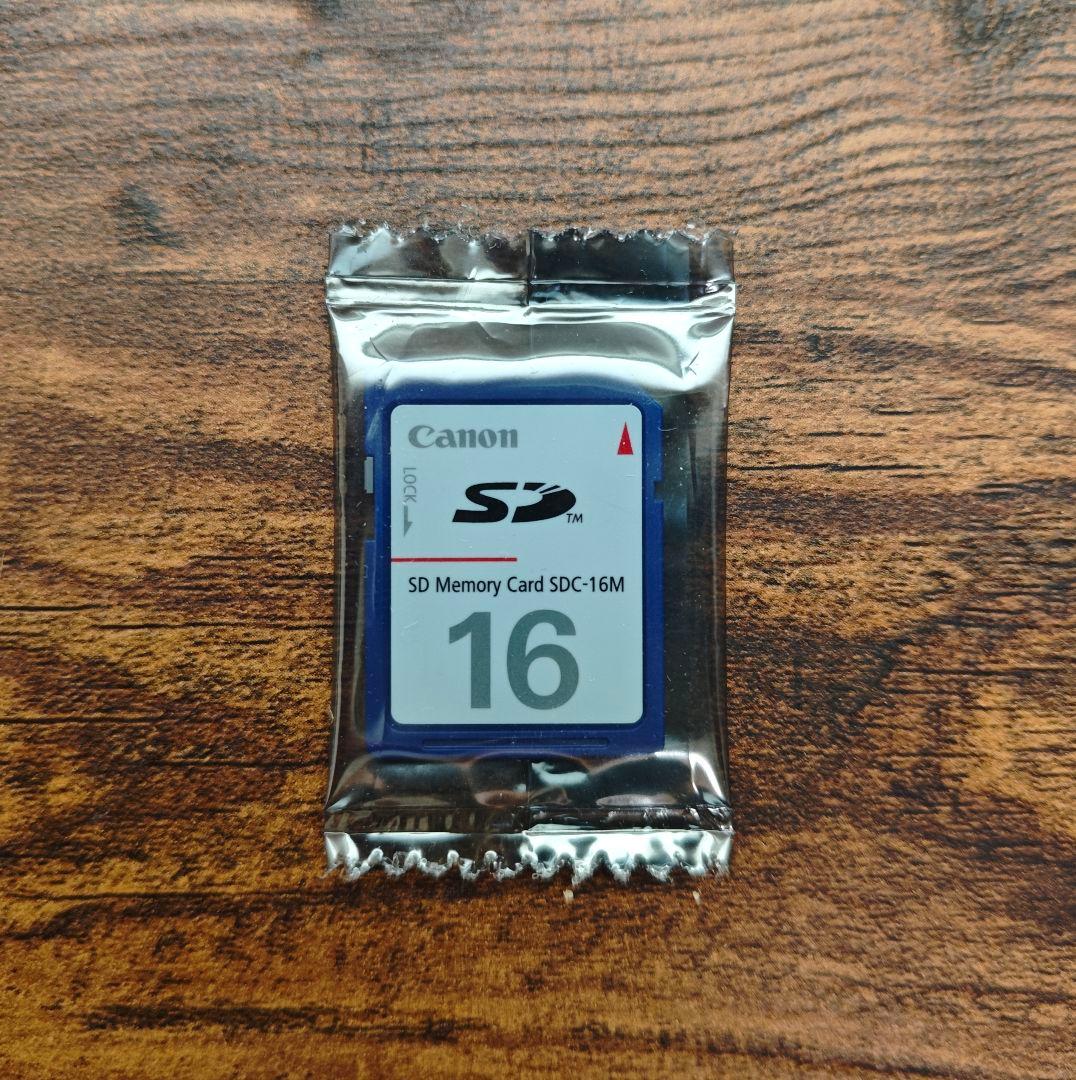 Canon
LOCK
SD
TM
SD Memory Card SDC-16M
16